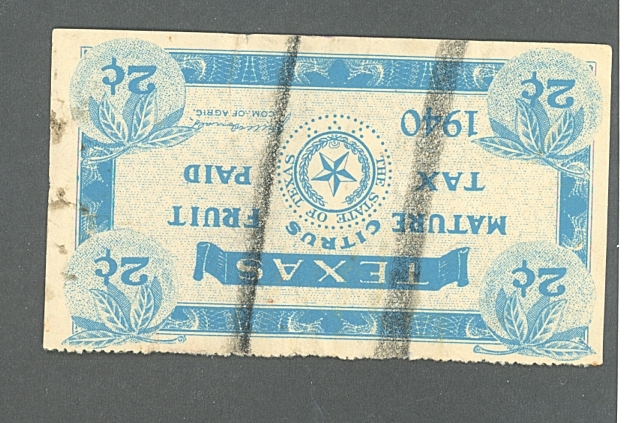 2¢ TEXAS 2¢
CITRUS
MATURE FRUIT
THE STATE OF TEXAS
TAX PAID
1940
COM. OF AGRIC.
2¢ 2¢